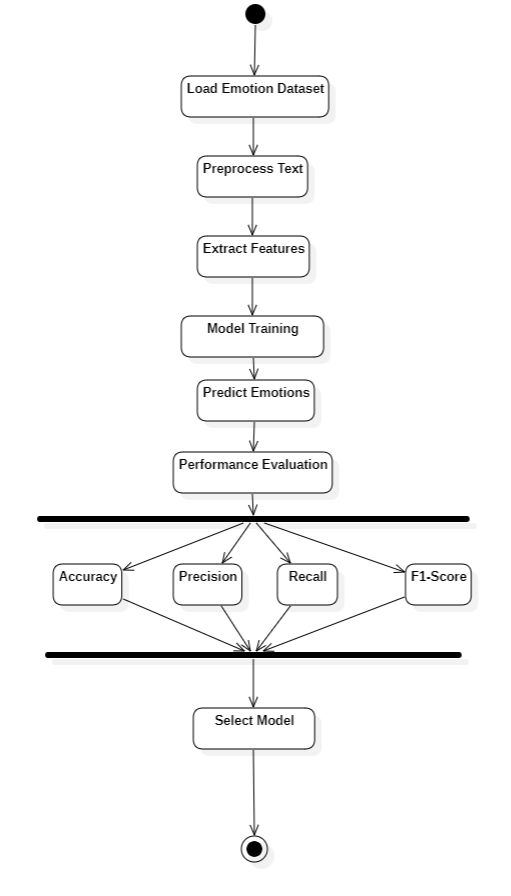 Load Emotion Dataset
Preprocess Text
Extract Features
Model Training
Predict Emotions
Performance Evaluation
Accuracy
Precision
Recall
F1-Score
Select Model